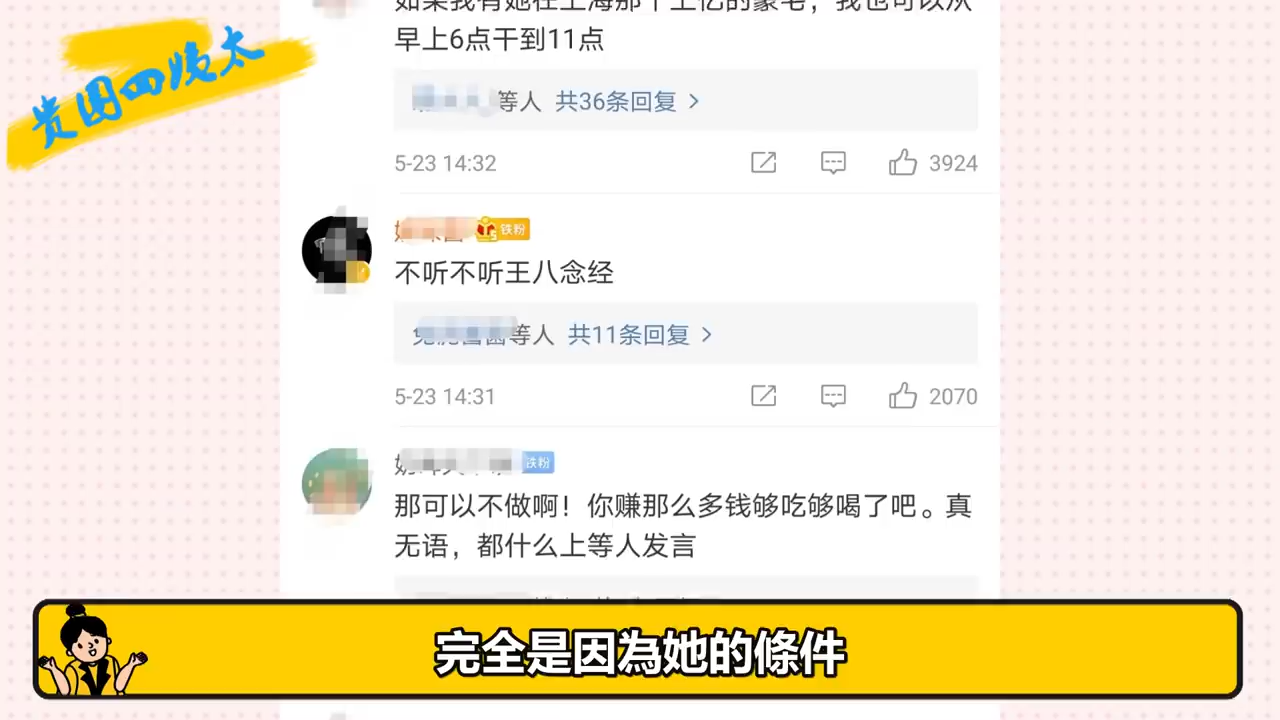 贵圈四姨太
如果我有她在上海那个上亿的豪宅，我也可以从
早上6点干到11点
等人 共36条回复 >
5-23 14:32
3924
铁粉
不听不听王八念经
等人 共11条回复 >
5-23 14:31
2070
铁粉
那可以不做啊！你赚那么多钱够吃够喝了吧。真
无语，都什么上等人发言
完全是因為她的條件